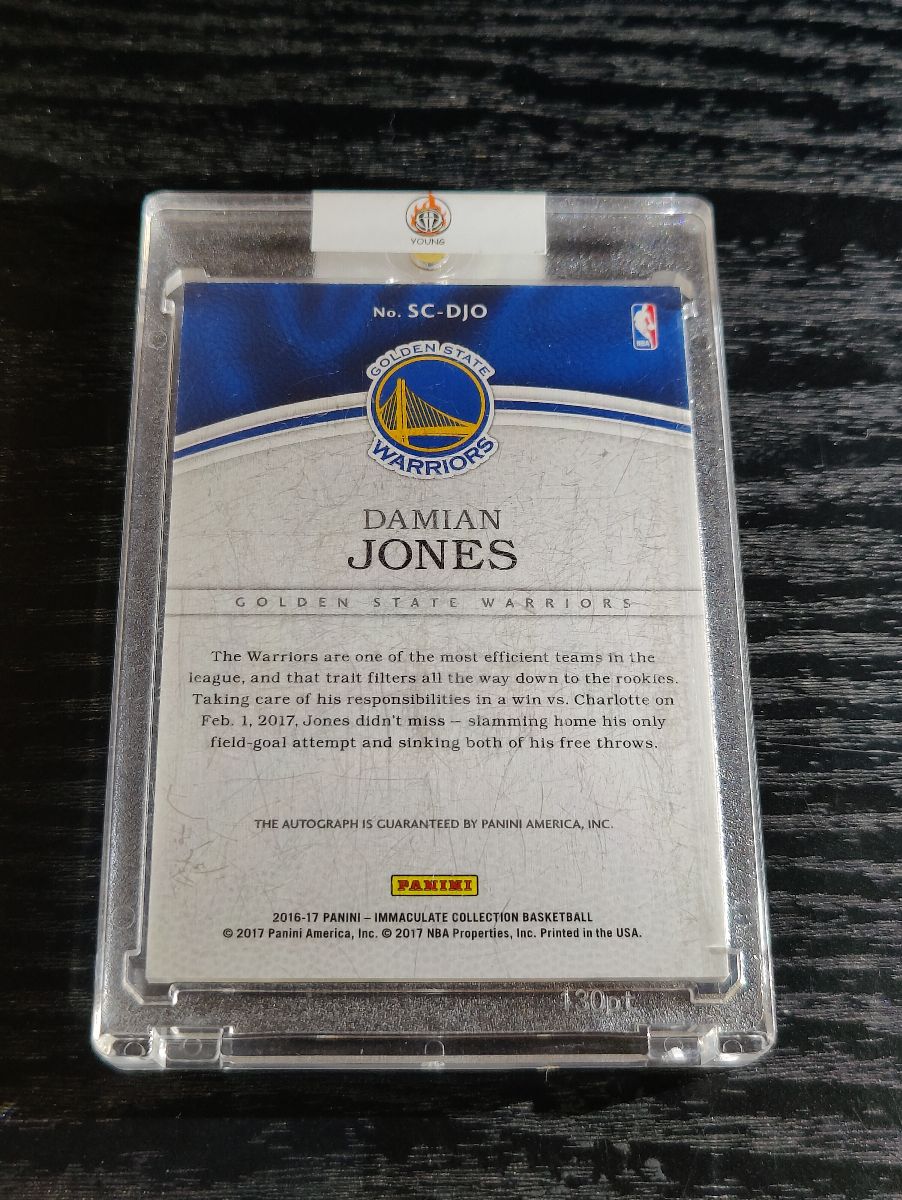 YOUNG
No. SC-DJO
NBA
GOLDEN STATE
WARRIORS
DAMIAN
JONES
GOLDEN STATE WARRIORS
The Warriors are one of the most efficient teams in the
league, and that trait filters all the way down to the rookies.
Taking care of his responsibilities in a win vs. Charlotte on
Feb. 1, 2017, Jones didn't miss – slamming home his only
field-goal attempt and sinking both of his free throws.
THE AUTOGRAPH IS GUARANTEED BY PANINI AMERICA, INC.
PANINI
2016-17 PANINI – IMMACULATE COLLECTION BASKETBALL
© 2017 Panini America, Inc. © 2017 NBA Properties, Inc. Printed in the USA.
130pt